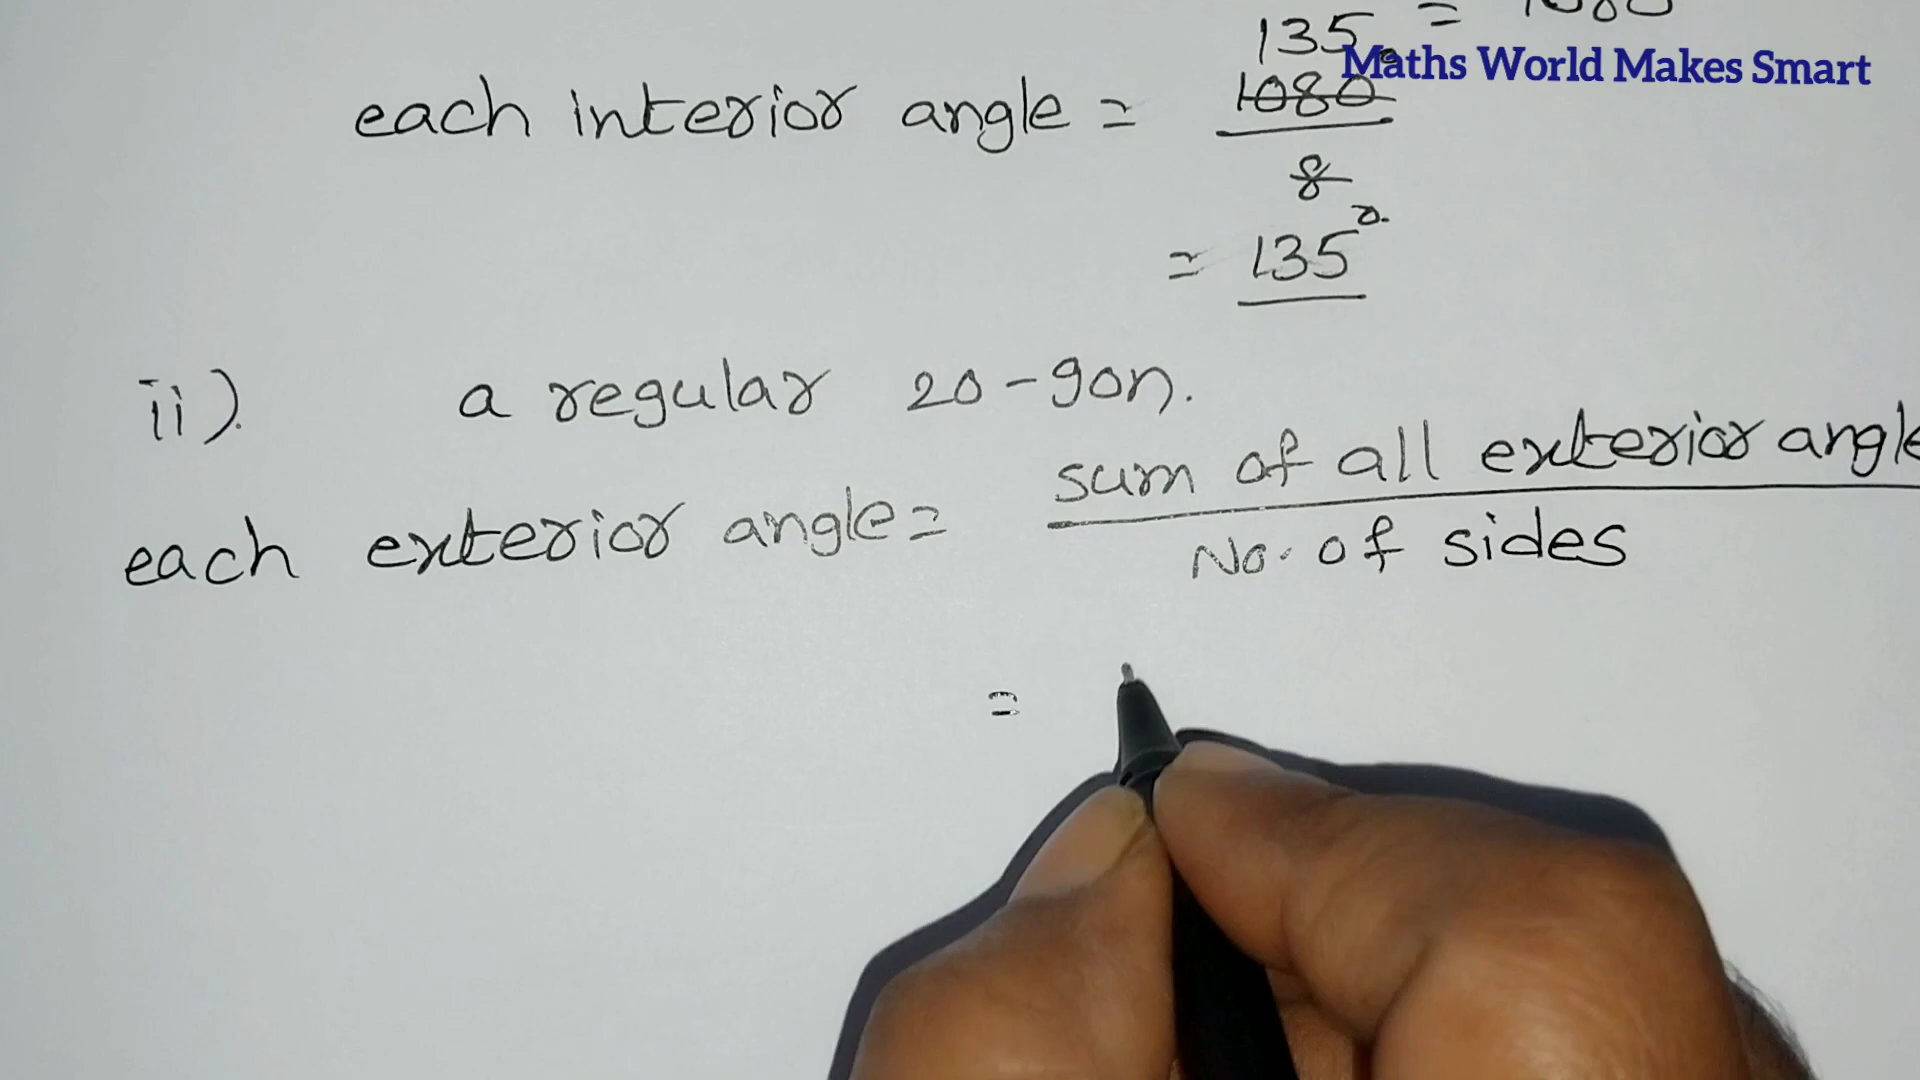 = 1080
135
Maths World Makes Smart
each interior angle = 1080°
8
= 135°
ii). a regular 20-gon.
each exterior angle = sum of all exterior angle
No. of sides
=